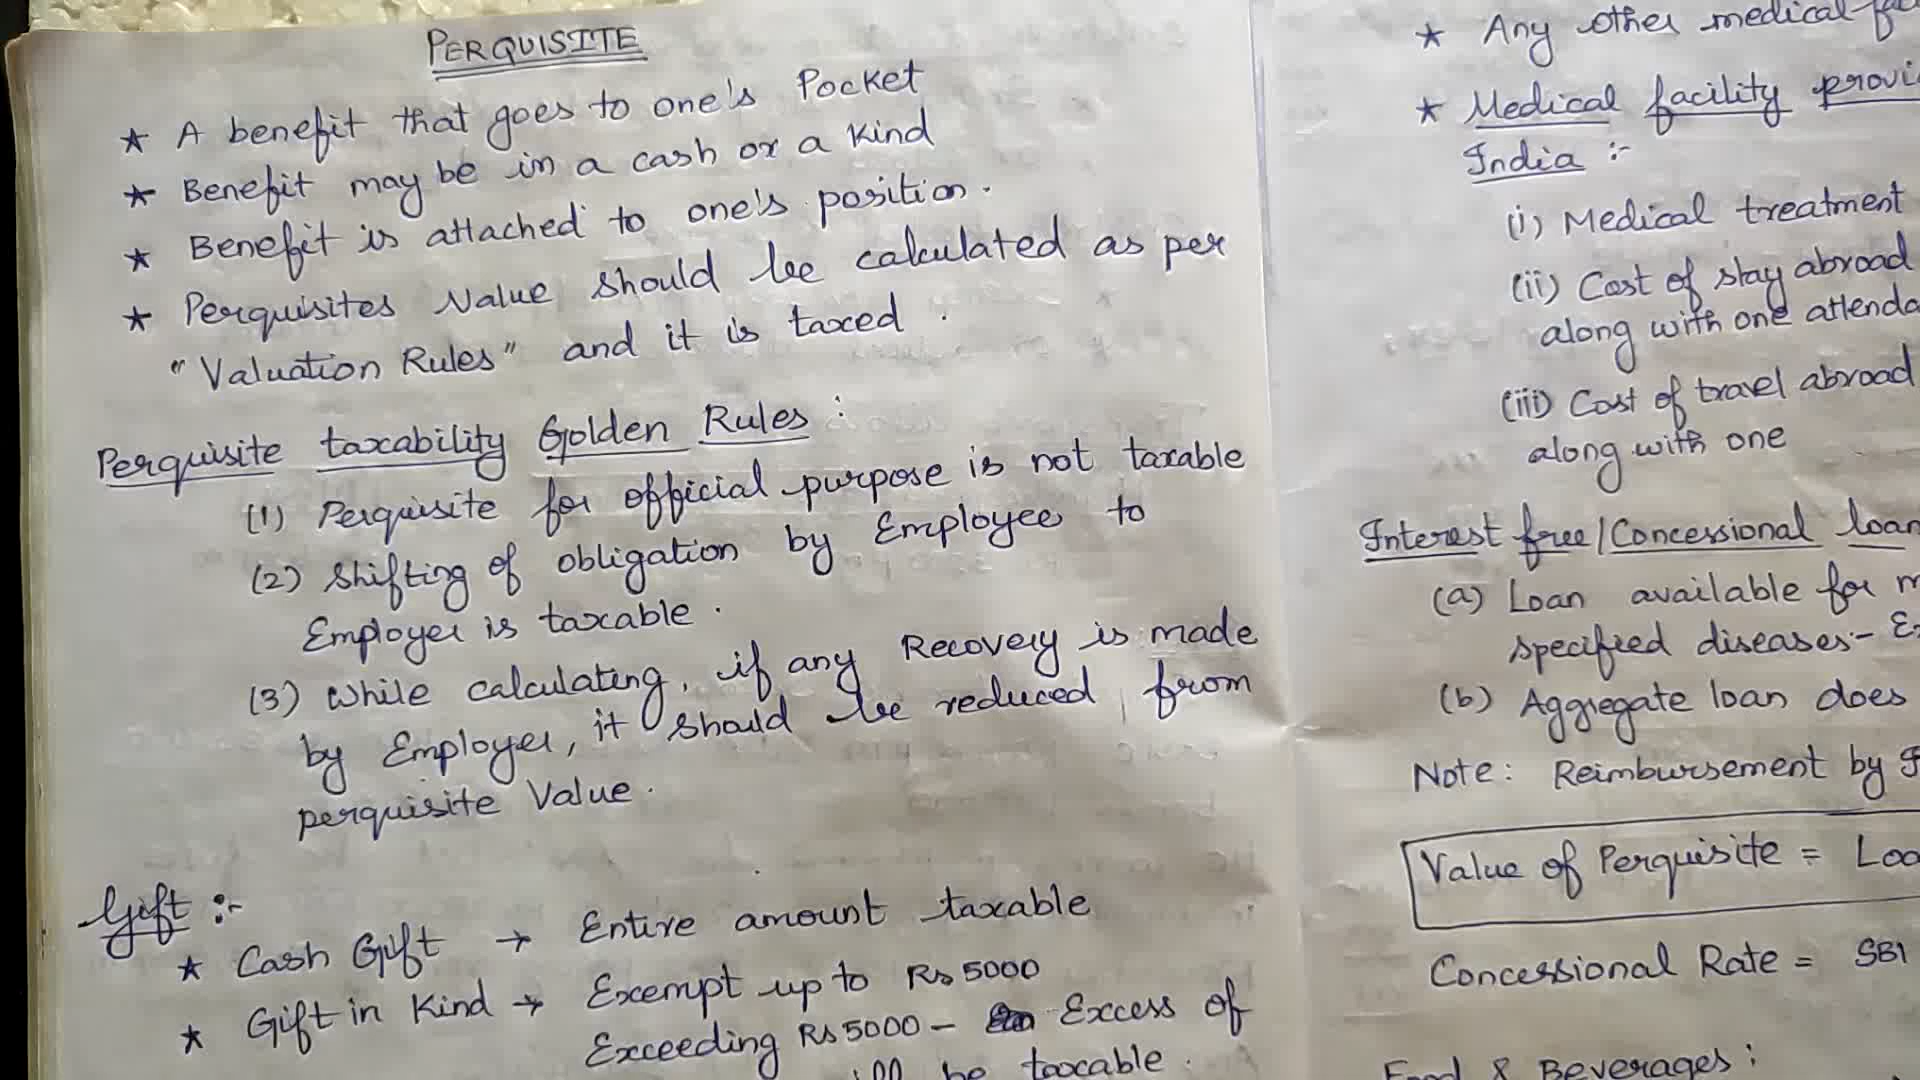 PERQUISITE
★ A benefit that goes to one's Pocket
★ Benefit may be in a cash or a kind
★ Benefit is attached to one's position.
★ Perquisites Value should be calculated as per
"Valuation Rules" and it is taxed.
Perquisite taxability Golden Rules:
(1) Perquisite for official purpose is not taxable
(2) Shifting of obligation by Employee to
Employer is taxable.
(3) While calculating, if any Recovery is made
by Employer, it should be reduced from
perquisite Value.
Gift :-
★ Cash Gift → Entire amount taxable
★ Gift in Kind → Exempt up to Rs 5000
Exceeding Rs 5000 - Excess of
be taxable.
★ Any other medical
★ Medical facility
India :-
(i) Medical treatment
(ii) Cost of stay abroad
along with one
(iii) Cost of travel abroad
along with one
Interest free/Concessional loan
(a) Loan available for
specified diseases:-
(b) Aggregate loan does
Note: Reimbursement by
Value of Perquisite =
Concessional Rate = SBI
Food & Beverages: